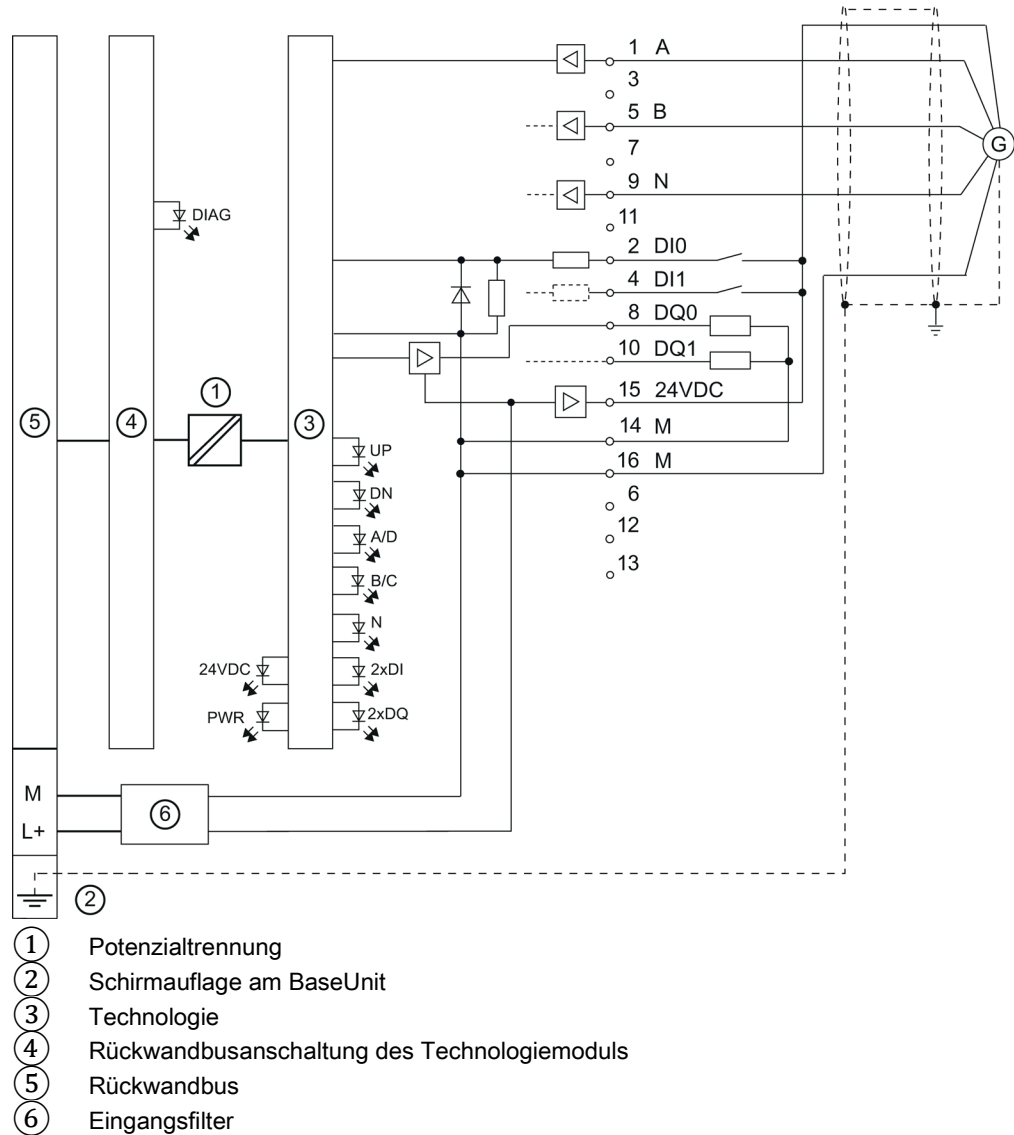 1 A
3
5 B
7
9 N
11
DIAG
2 DI0
4 DI1
8 DQ0
10 DQ1
15 24VDC
14 M
16 M
6
12
13
G
① 
⑤ ④ ③
UP
DN
A/D
B/C
N
24VDC 2xDI
PWR 2xDQ
M
L+
⑥
②
① Potenzialtrennung
② Schirmauflage am BaseUnit
③ Technologie
④ Rückwandbusanschaltung des Technologiemoduls
⑤ Rückwandbus
⑥ Eingangsfilter